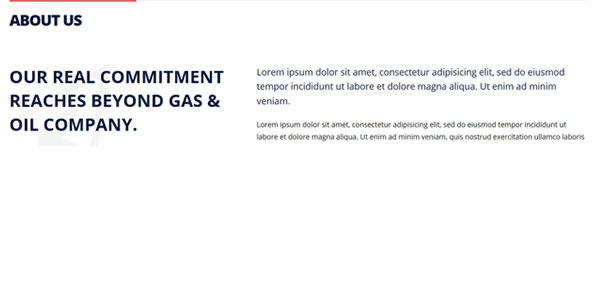 ABOUT US
OUR REAL COMMITMENT
REACHES BEYOND GAS &
OIL COMPANY.
Lorem ipsum dolor sit amet, consectetur adipisicing elit, sed do eiusmod
tempor incididunt ut labore et dolore magna aliqua. Ut enim ad minim
veniam.
Lorem ipsum dolor sit amet, consectetur adipisicing elit, sed do eiusmod tempor incididunt ut
labore et dolore magna aliqua. Ut enim ad minim veniam, quis nostrud exercitation ullamco laboris